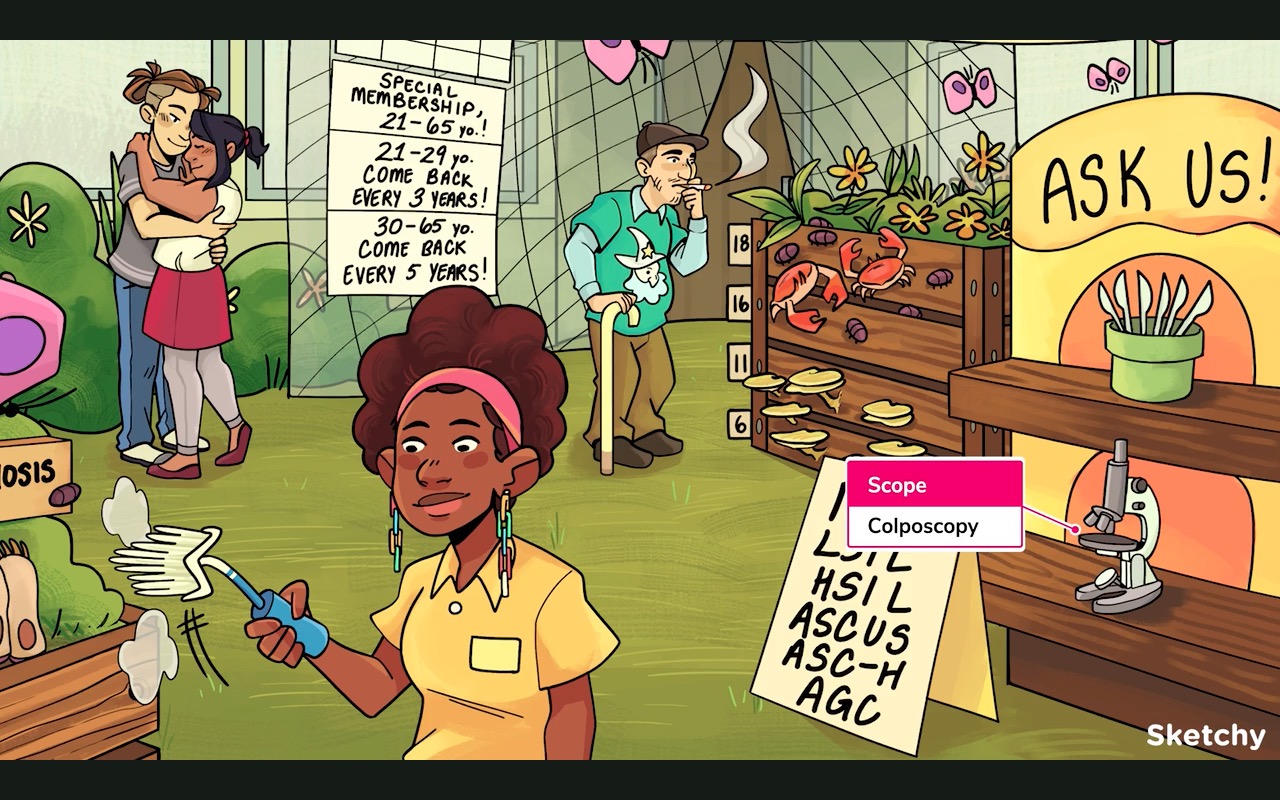 SPECIAL
MEMBERSHIP,
21-65 yo.!
21-29 yo.
COME BACK
EVERY 3 YEARS!
30-65 yo.
COME BACK
EVERY 5 YEARS!
ASK US!
18
16
11
6
OSIS
Scope
Colposcopy
LSIL
HSIL
ASCUS
ASC-H
AGC
Sketchy